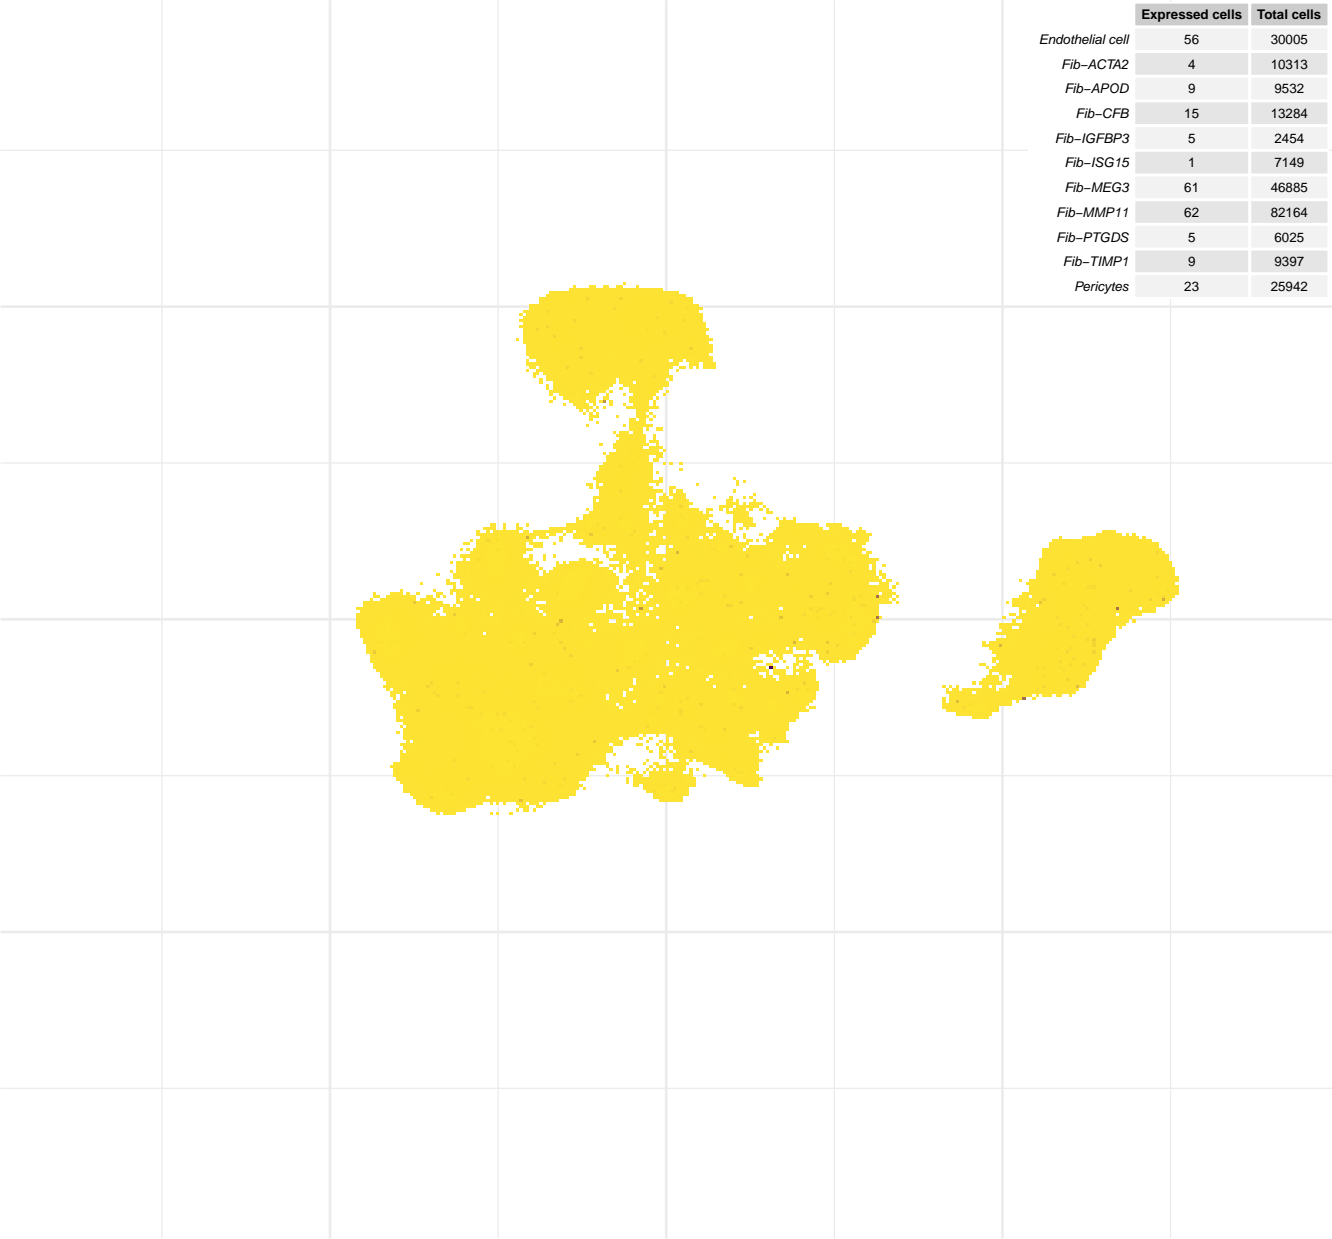 Expressed cells Total cells
Endothelial cell 56 30005
Fib−ACTA2 4 10313
Fib−APOD 9 9532
Fib−CFB 15 13284
Fib−IGFBP3 5 2454
Fib−ISG15 1 7149
Fib−MEG3 61 46885
Fib−MMP11 62 82164
Fib−PTGDS 5 6025
Fib−TIMP1 9 9397
Pericytes 23 25942